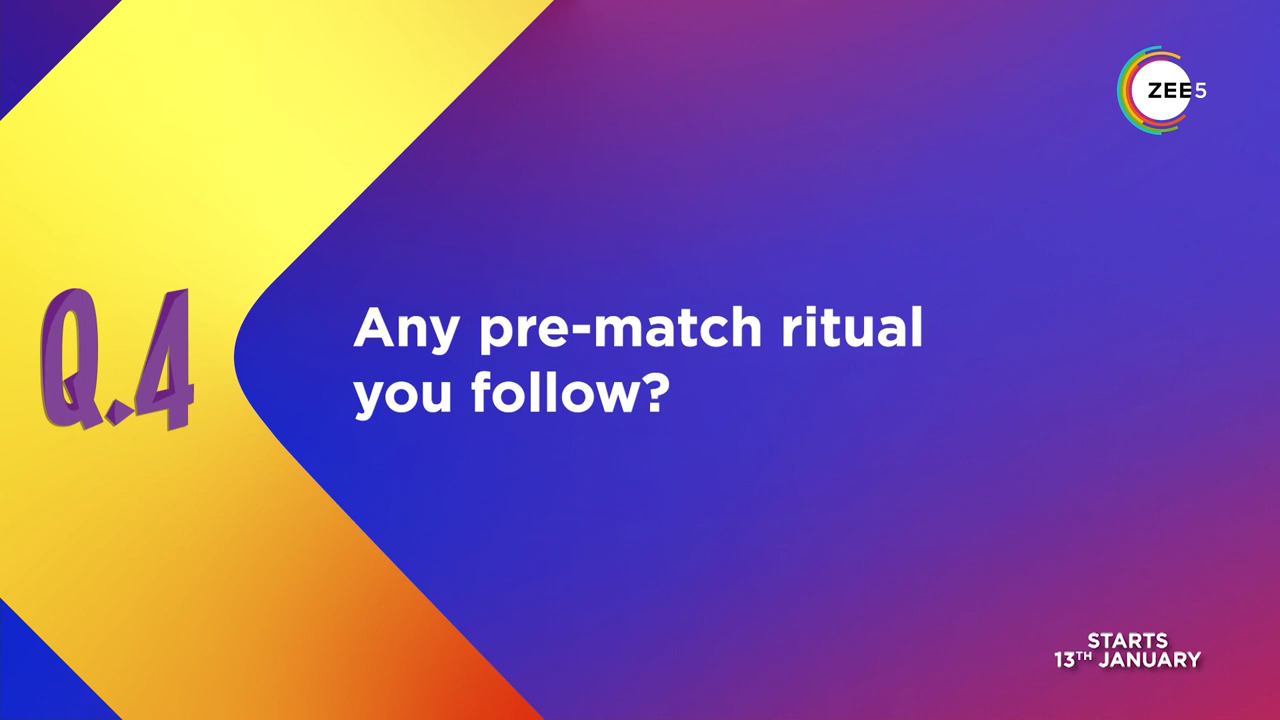 ZEE5
Q.4
Any pre-match ritual
you follow?
STARTS
13TH JANUARY